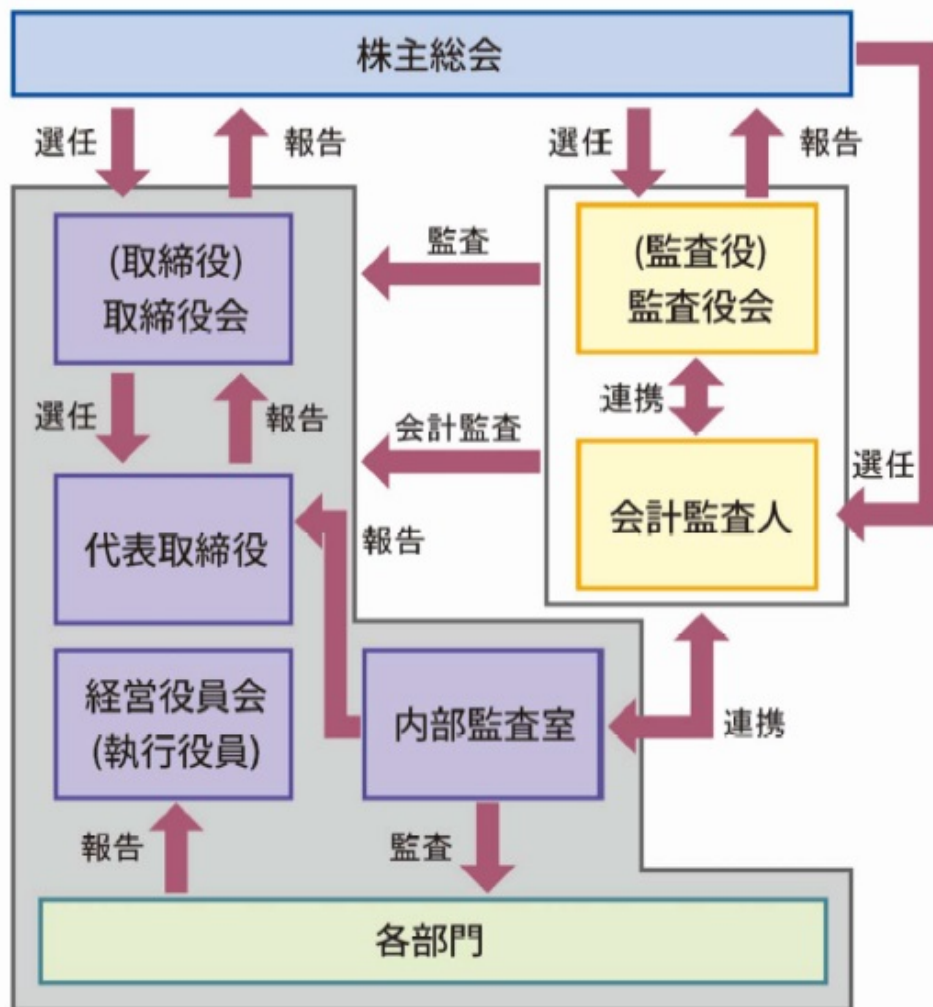 株主総会
選任
報告
選任
報告
(取締役)
取締役会
監査
(監査役)
監査役会
選任
報告
会計監査
連携
選任
代表取締役
報告
会計監査人
経営役員会
(執行役員)
内部監査室
連携
報告
監査
各部門